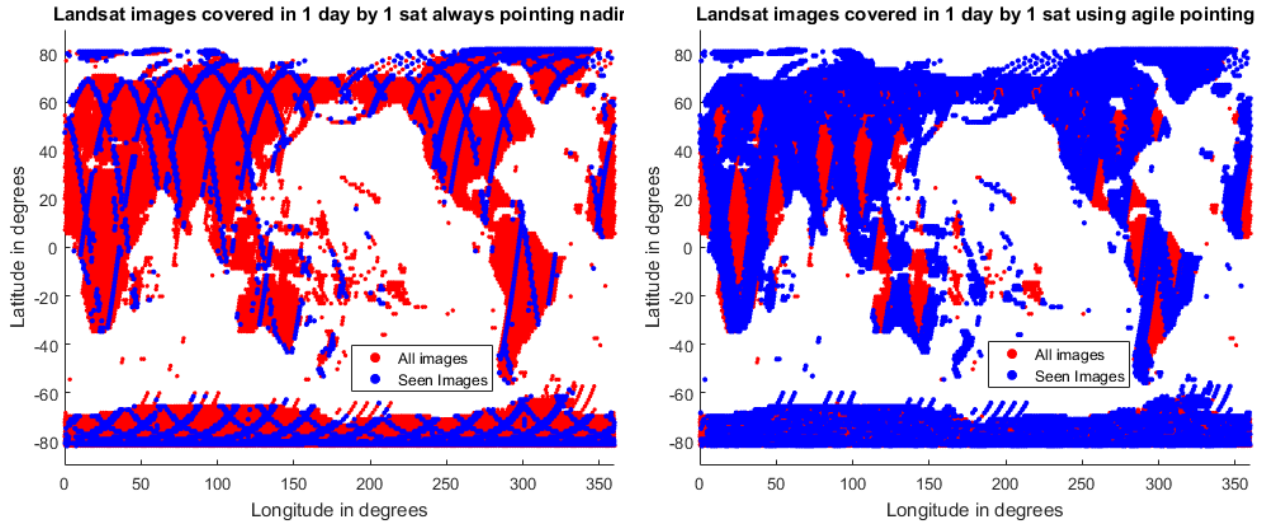 Landsat images covered in 1 day by 1 sat always pointing nadir
80
60
40
20
0
-20
-40
-60
-80
Latitude in degrees
All images
Seen Images
0 50 100 150 200 250 300 350
Longitude in degrees
Landsat images covered in 1 day by 1 sat using agile pointing
80
60
40
20
0
-20
-40
-60
-80
Latitude in degrees
All images
Seen Images
0 50 100 150 200 250 300 350
Longitude in degrees